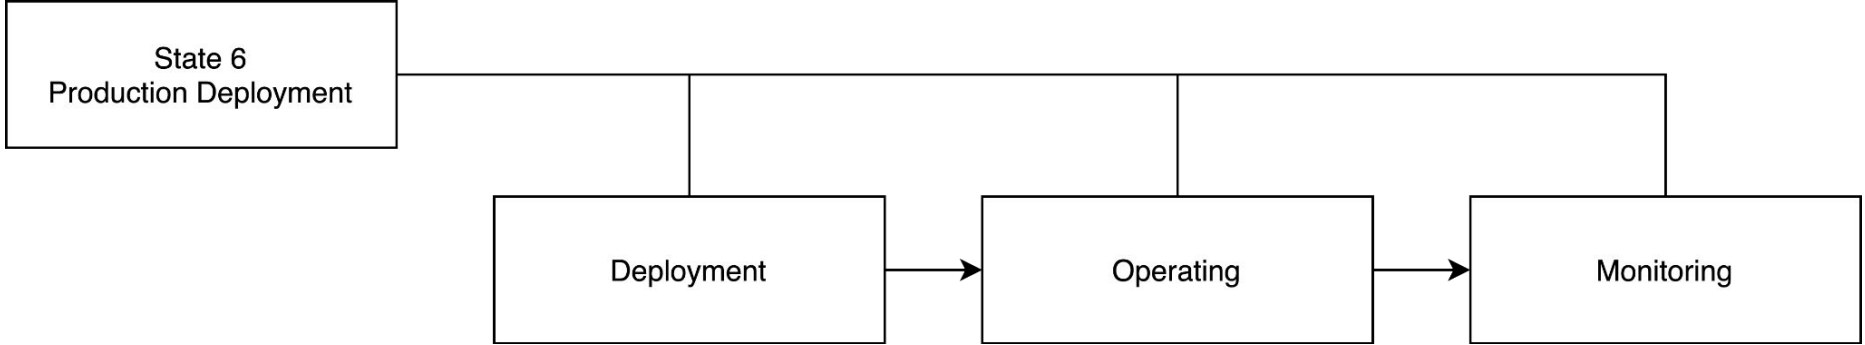 State 6
Production Deployment
Deployment
Operating
Monitoring